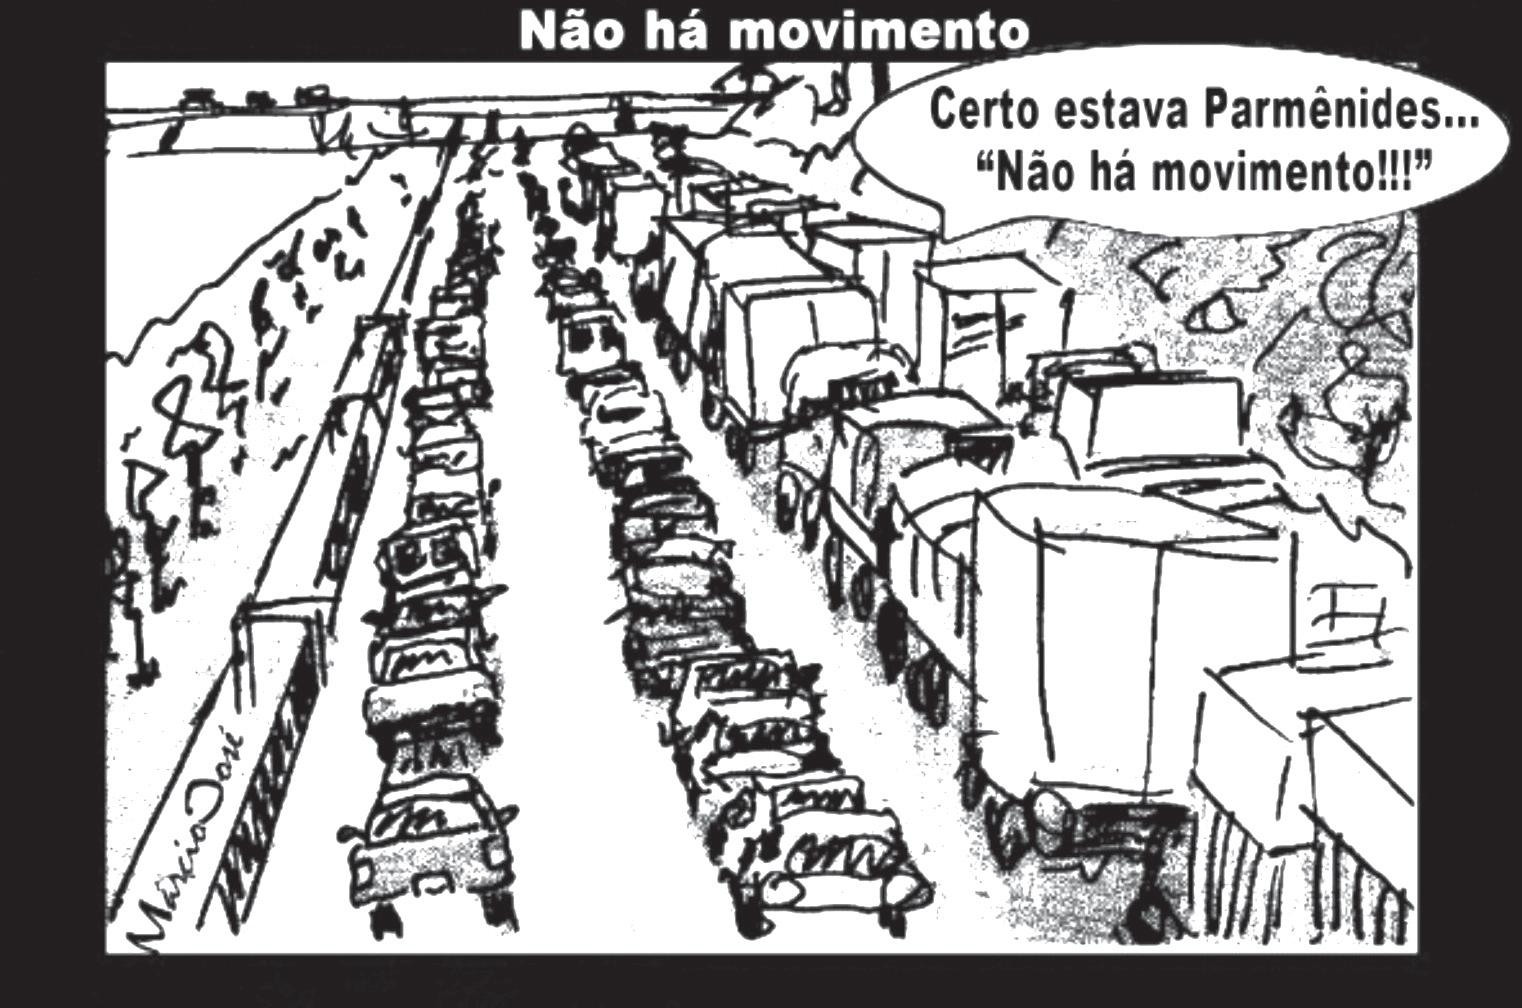 Não há movimento
Certo estava Parmênides...
“Não há movimento!!!”
Márcio José